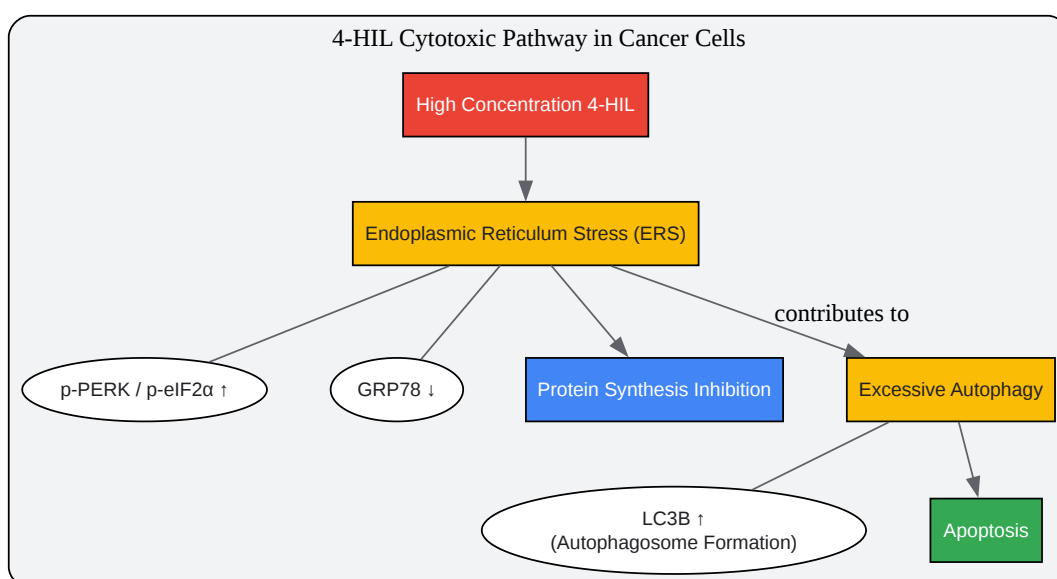 4-HIL Cytotoxic Pathway in Cancer Cells
High Concentration 4-HIL
Endoplasmic Reticulum Stress (ERS)
contributes to
p-PERK / p-eIF2α ↑
GRP78 ↓
Protein Synthesis Inhibition
Excessive Autophagy
LC3B ↑
(Autophagosome Formation)
Apoptosis